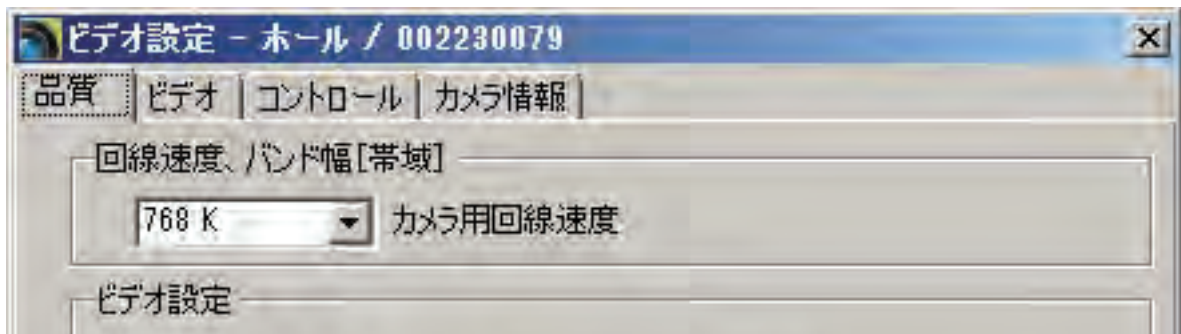 ビデオ設定 - ホール / 002230079
品質 ビデオ コントロール カメラ情報
回線速度、バンド幅[帯域]
768 K カメラ用回線速度
ビデオ設定